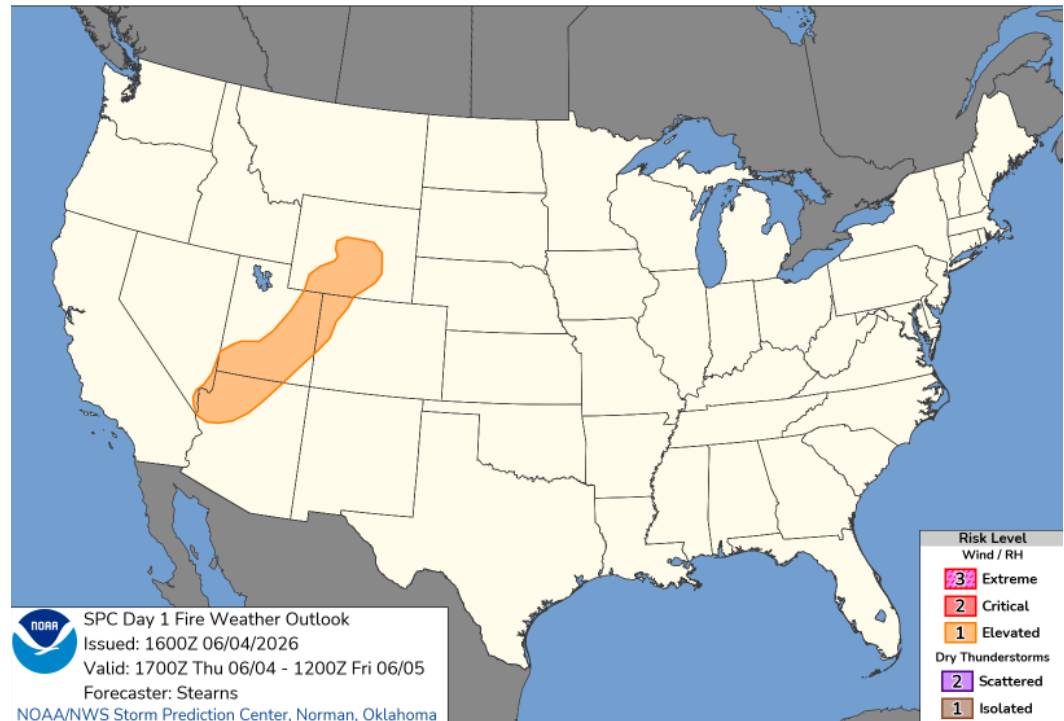 Risk Level
Wind / RH
3 Extreme
2 Critical
1 Elevated
Dry Thunderstorms
2 Scattered
1 Isolated
NOAA
SPC Day 1 Fire Weather Outlook
Issued: 1600Z 06/04/2026
Valid: 1700Z Thu 06/04 - 1200Z Fri 06/05
Forecaster: Stearns
NOAA/NWS Storm Prediction Center, Norman, Oklahoma